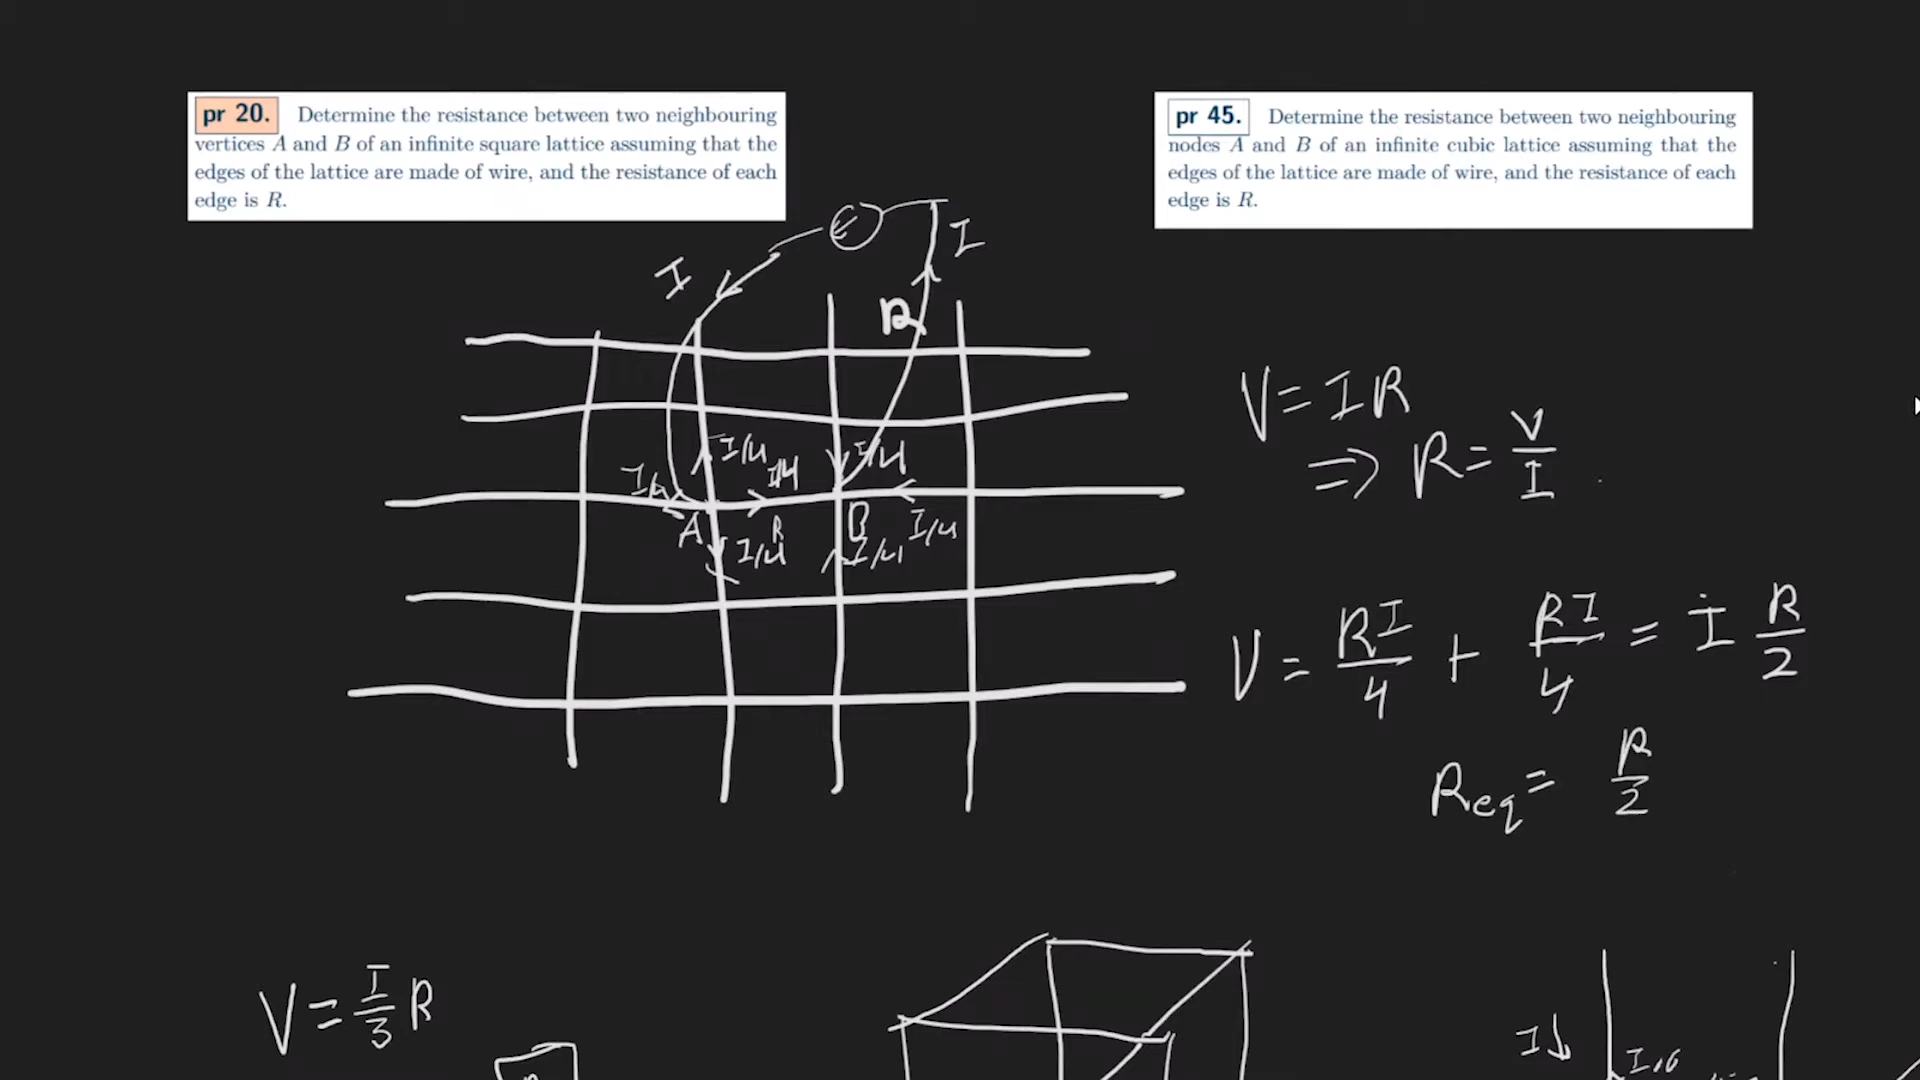 pr 20. Determine the resistance between two neighbouring
vertices A and B of an infinite square lattice assuming that the
edges of the lattice are made of wire, and the resistance of each
edge is R.
pr 45. Determine the resistance between two neighbouring
nodes A and B of an infinite cubic lattice assuming that the
edges of the lattice are made of wire, and the resistance of each
edge is R.
I
I
R
I/4
I/4
I/4
A
R
B
I/4
I/4
I/4
V = IR
⇒ R = V/I
V = RI/4 + RI/4 = I R/2
Req = R/2
V = I/3 R
I↓
I/6